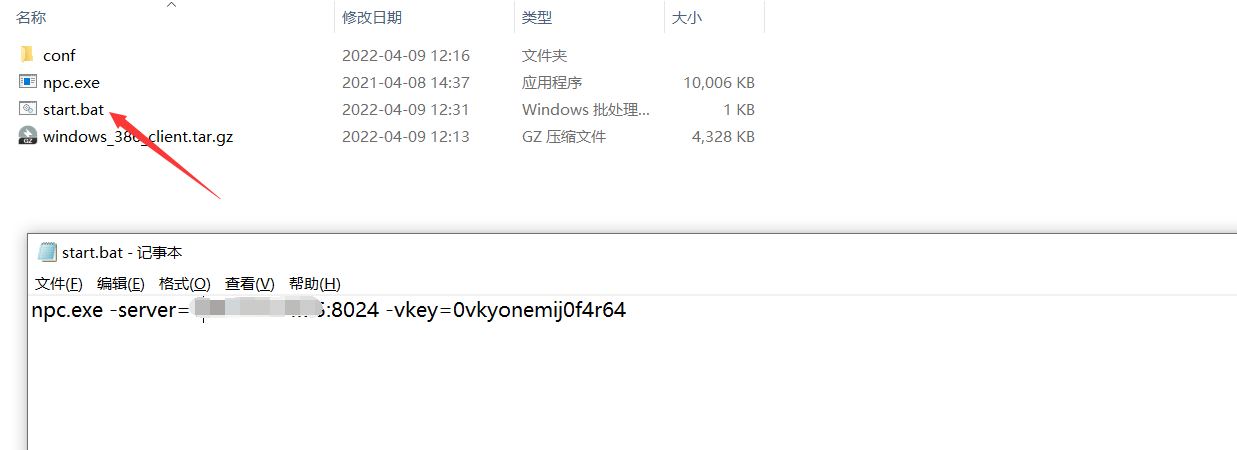 名称 修改日期 类型 大小
conf 2022-04-09 12:16 文件夹
npc.exe 2021-04-08 14:37 应用程序 10,006 KB
start.bat 2022-04-09 12:31 Windows 批处理... 1 KB
windows_386_client.tar.gz 2022-04-09 12:13 GZ 压缩文件 4,328 KB
start.bat - 记事本
文件(F) 编辑(E) 格式(O) 查看(V) 帮助(H)
npc.exe -server= :8024 -vkey=0vkyonemij0f4r64